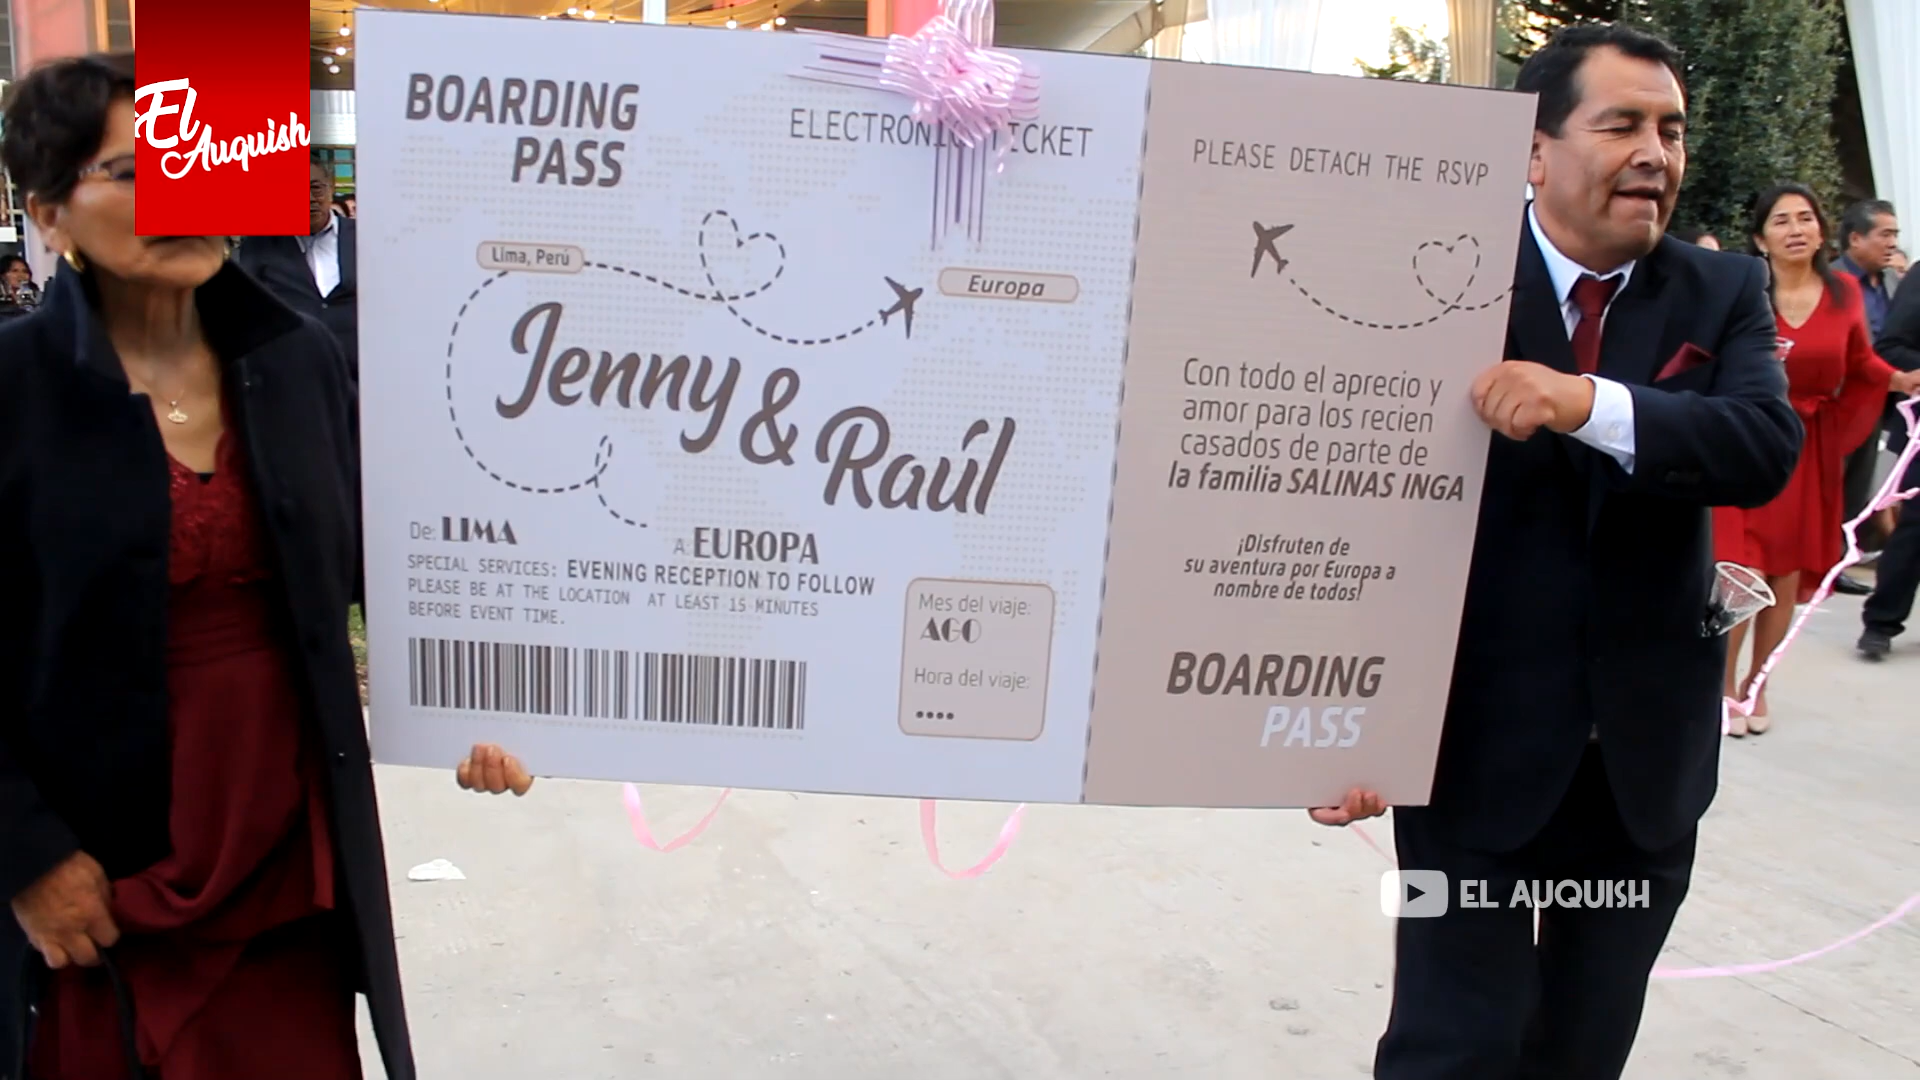 El
Auquish
BOARDING
PASS
ELECTRONIC TICKET
Lima, Perú
Europa
Jenny & Raúl
De: LIMA
A: EUROPA
SPECIAL SERVICES: EVENING RECEPTION TO FOLLOW
PLEASE BE AT THE LOCATION AT LEAST 15 MINUTES
BEFORE EVENT TIME.
Mes del viaje:
AGO
Hora del viaje:
••••
PLEASE DETACH THE RSVP
Con todo el aprecio y
amor para los recien
casados de parte de
la familia SALINAS INGA
¡Disfruten de
su aventura por Europa a
nombre de todos!
BOARDING
PASS
EL AUQUISH